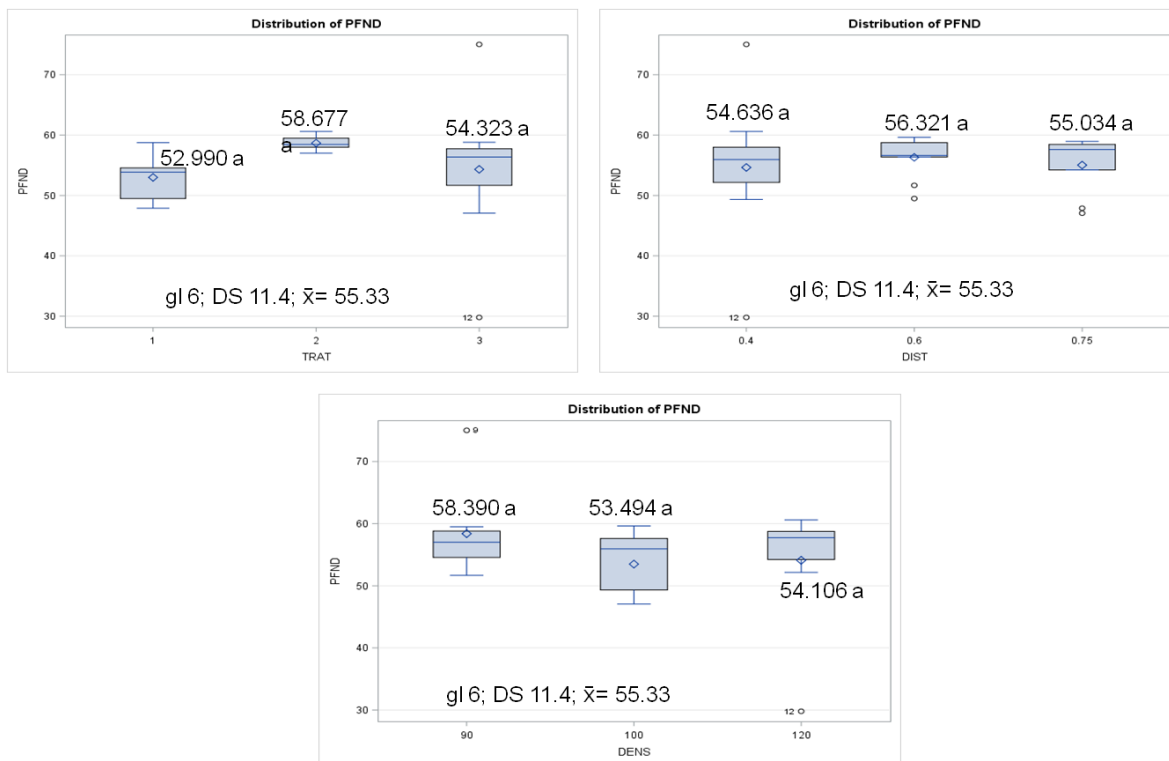 Distribution of PFND
70
60
50
40
30
PFND
52.990 a
58.677
a
54.323 a
gl 6; DS 11.4; x̄= 55.33
12
1
2
3
TRAT
Distribution of PFND
70
60
50
40
30
PFND
54.636 a
56.321 a
55.034 a
gl 6; DS 11.4; x̄= 55.33
12
0.4
0.6
0.75
DIST
Distribution of PFND
70
60
50
40
30
PFND
9
58.390 a
53.494 a
54.106 a
gl 6; DS 11.4; x̄= 55.33
12
90
100
120
DENS